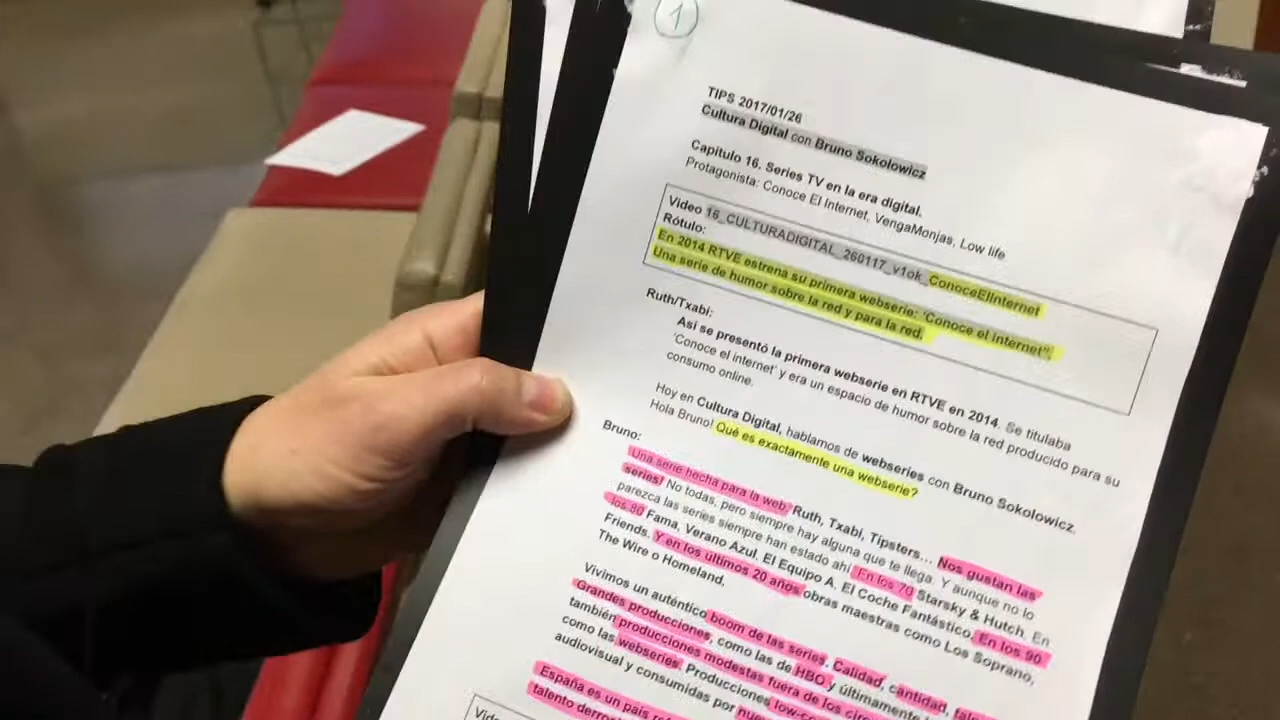 1
TIPS 2017/01/26
Cultura Digital con Bruno Sokolowicz
Capítulo 16. Series TV en la era digital.
Protagonista: Conoce El Internet, VengaMonjas, Low life
Video 16_CULTURADIGITAL_260117_v1ok_ConoceElInternet
Rótulo:
En 2014 RTVE estrena su primera webserie: 'Conoce el internet".
Una serie de humor sobre la red y para la red.
Ruth/Txabi:
Así se presentó la primera webserie en RTVE en 2014. Se titulaba
'Conoce el internet' y era un espacio de humor sobre la red producido para su
consumo online.
Hoy en Cultura Digital, hablamos de webseries con Bruno Sokolowicz.
Hola Bruno! Qué es exactamente una webserie?
Bruno:
'Una serie hecha para la web.' Ruth, Txabi, Tipsters... Nos gustan las
series! No todas, pero siempre hay alguna que te llega. Y aunque no lo
parezca las series siempre han estado ahí. En los 70 Starsky & Hutch. En
los 80 Fama, Verano Azul, El Equipo A, El Coche Fantástico. En los 90
Friends. Y en los ultimos 20 años obras maestras como Los Soprano,
The Wire o Homeland.
Vivimos un auténtico boom de las series. Calidad, cantidad,
Grandes producciones, como las de HBO y últimamente
también producciones modestas fuera de los
como las webseries. Producciones
audiovisual y consumidas por
España es un país
talento